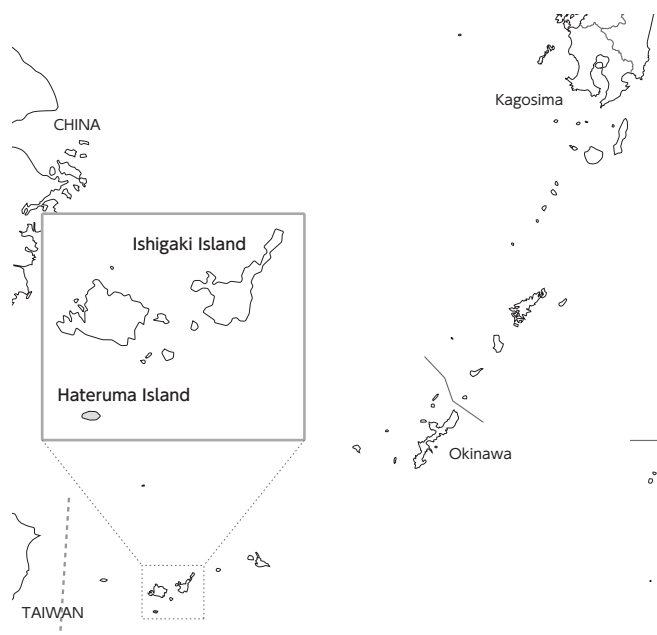 Kagosima
CHINA
Ishigaki Island
Hateruma Island
Okinawa
TAIWAN